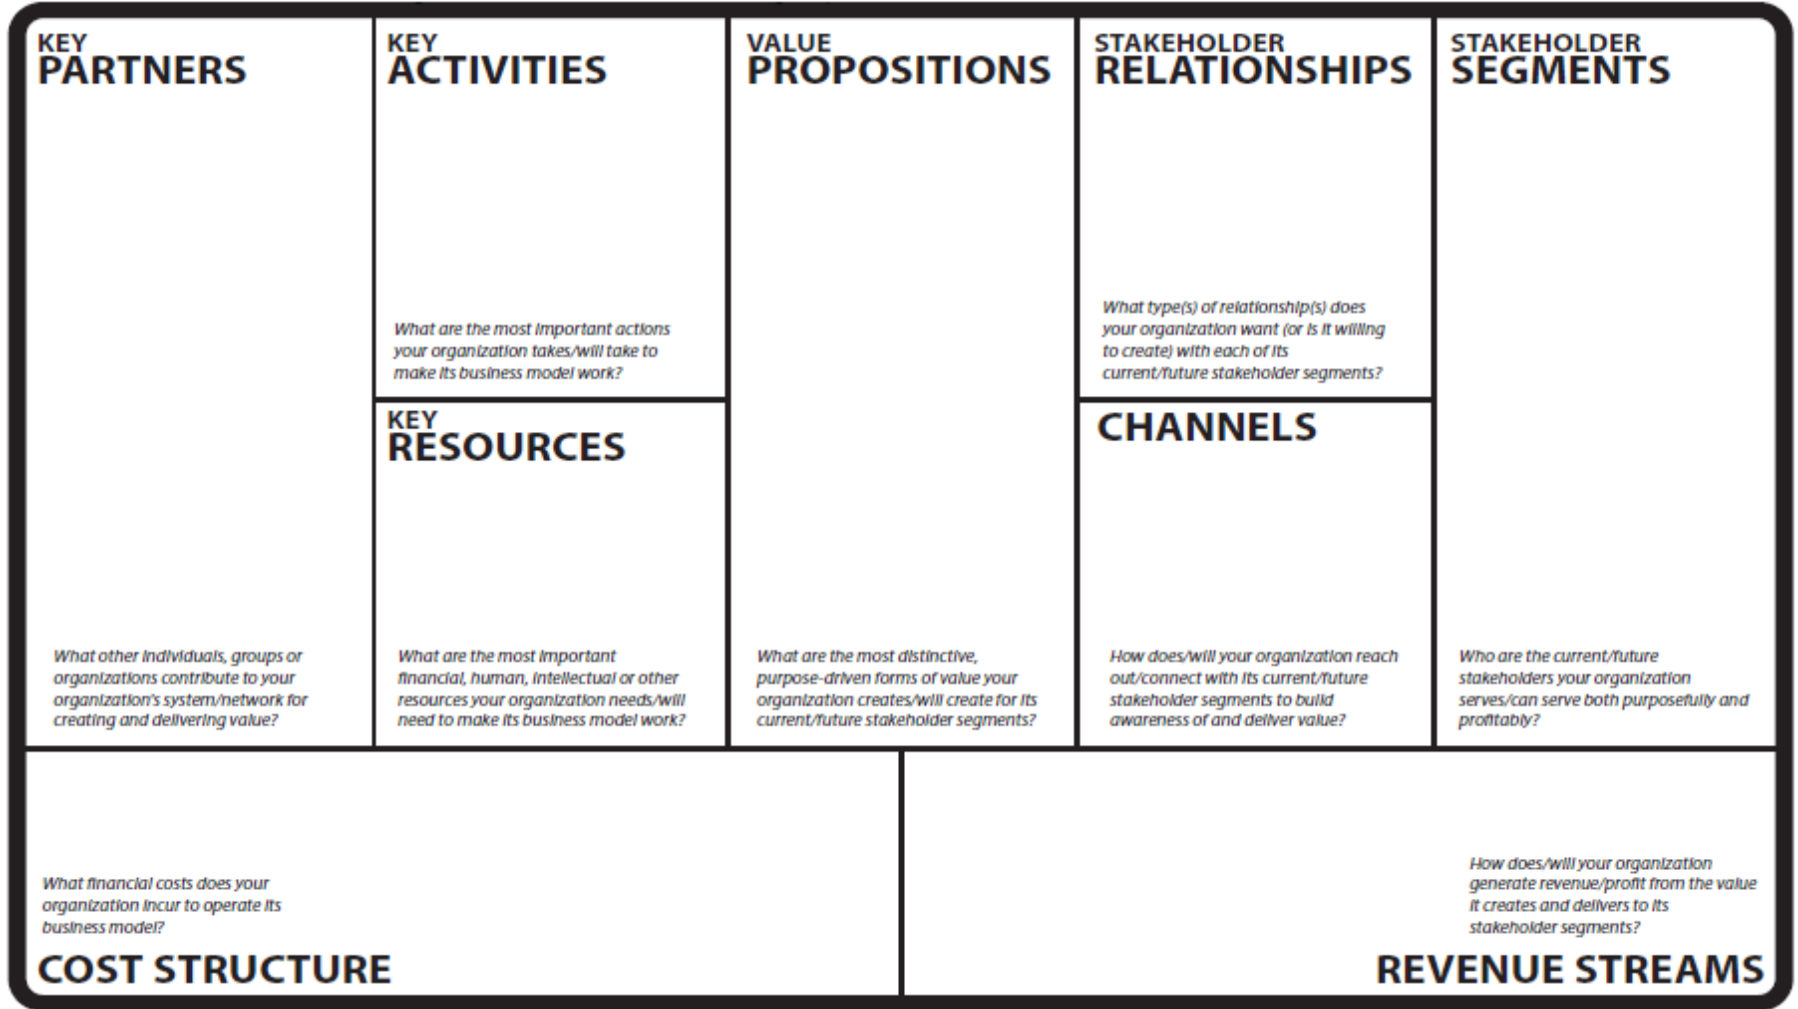 KEY
PARTNERS
What other individuals, groups or
organizations contribute to your
organization's system/network for
creating and delivering value?
KEY
ACTIVITIES
What are the most important actions
your organization takes/will take to
make its business model work?
KEY
RESOURCES
What are the most important
financial, human, intellectual or other
resources your organization needs/will
need to make its business model work?
VALUE
PROPOSITIONS
What are the most distinctive,
purpose-driven forms of value your
organization creates/will create for its
current/future stakeholder segments?
STAKEHOLDER
RELATIONSHIPS
What type(s) of relationship(s) does
your organization want (or is it willing
to create) with each of its
current/future stakeholder segments?
CHANNELS
How does/will your organization reach
out/connect with its current/future
stakeholder segments to build
awareness of and deliver value?
STAKEHOLDER
SEGMENTS
Who are the current/future
stakeholders your organization
serves/can serve both purposefully and
profitably?
What financial costs does your
organization incur to operate its
business model?
COST STRUCTURE
How does/will your organization
generate revenue/profit from the value
it creates and delivers to its
stakeholder segments?
REVENUE STREAMS